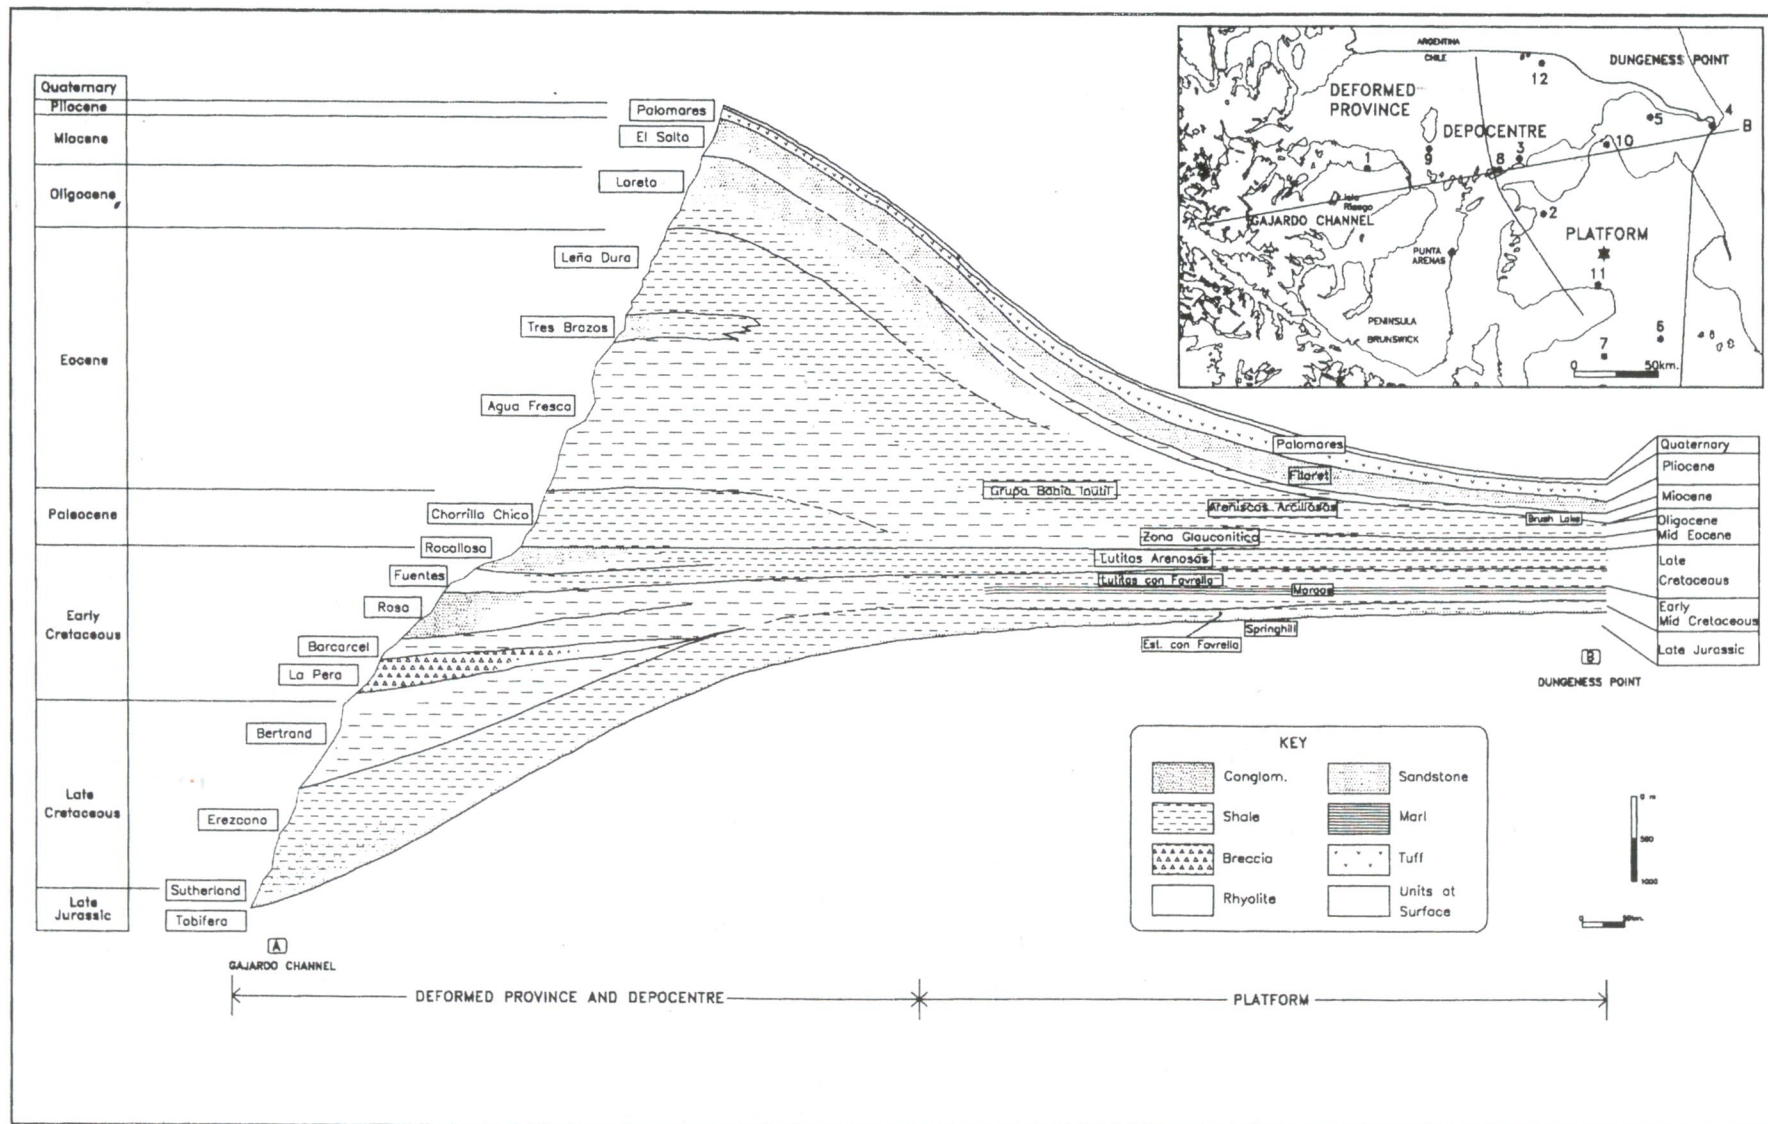 Quaternary
Pliocene
Miocene
Oligocene
Eocene
Paleocene
Early
Cretaceous
Late
Cretaceous
Late
Jurassic
Palomares
El Salto
Loreto
Leña Dura
Tres Brazos
Agua Fresca
Chorrillo Chico
Rocallosa
Fuentes
Rosa
Barcarcel
La Pera
Bertrand
Erezcano
Sutherland
Tobifera
A
GAJARDO CHANNEL
DEFORMED PROVINCE AND DEPOCENTRE
PLATFORM
Palomares
Filaret
Grupo Bahia Inutil
Areniscas Arcillosas
Brush Lake
Zona Glauconitica
Lutitas Arenosas
Lutitas con Favrella
Margas
Springhill
Est. con Favrella
Quaternary
Pliocene
Miocene
Oligocene
Mid Eocene
Late
Cretaceous
Early
Mid Cretaceous
Late Jurassic
B
DUNGENESS POINT
ARGENTINA
CHILE
DUNGENESS POINT
12
DEFORMED
PROVINCE
4
5
B
DEPOCENTRE
3
10
1
9
8
Isla
Riesgo
A
GAJARDO CHANNEL
2
PUNTA
ARENAS
PLATFORM
11
PENINSULA
BRUNSWICK
6
7
0
50km.
KEY
Conglom.
Sandstone
Shale
Marl
Breccia
Tuff
Rhyolite
Units at
Surface
0 m
500
1000
0
50km.